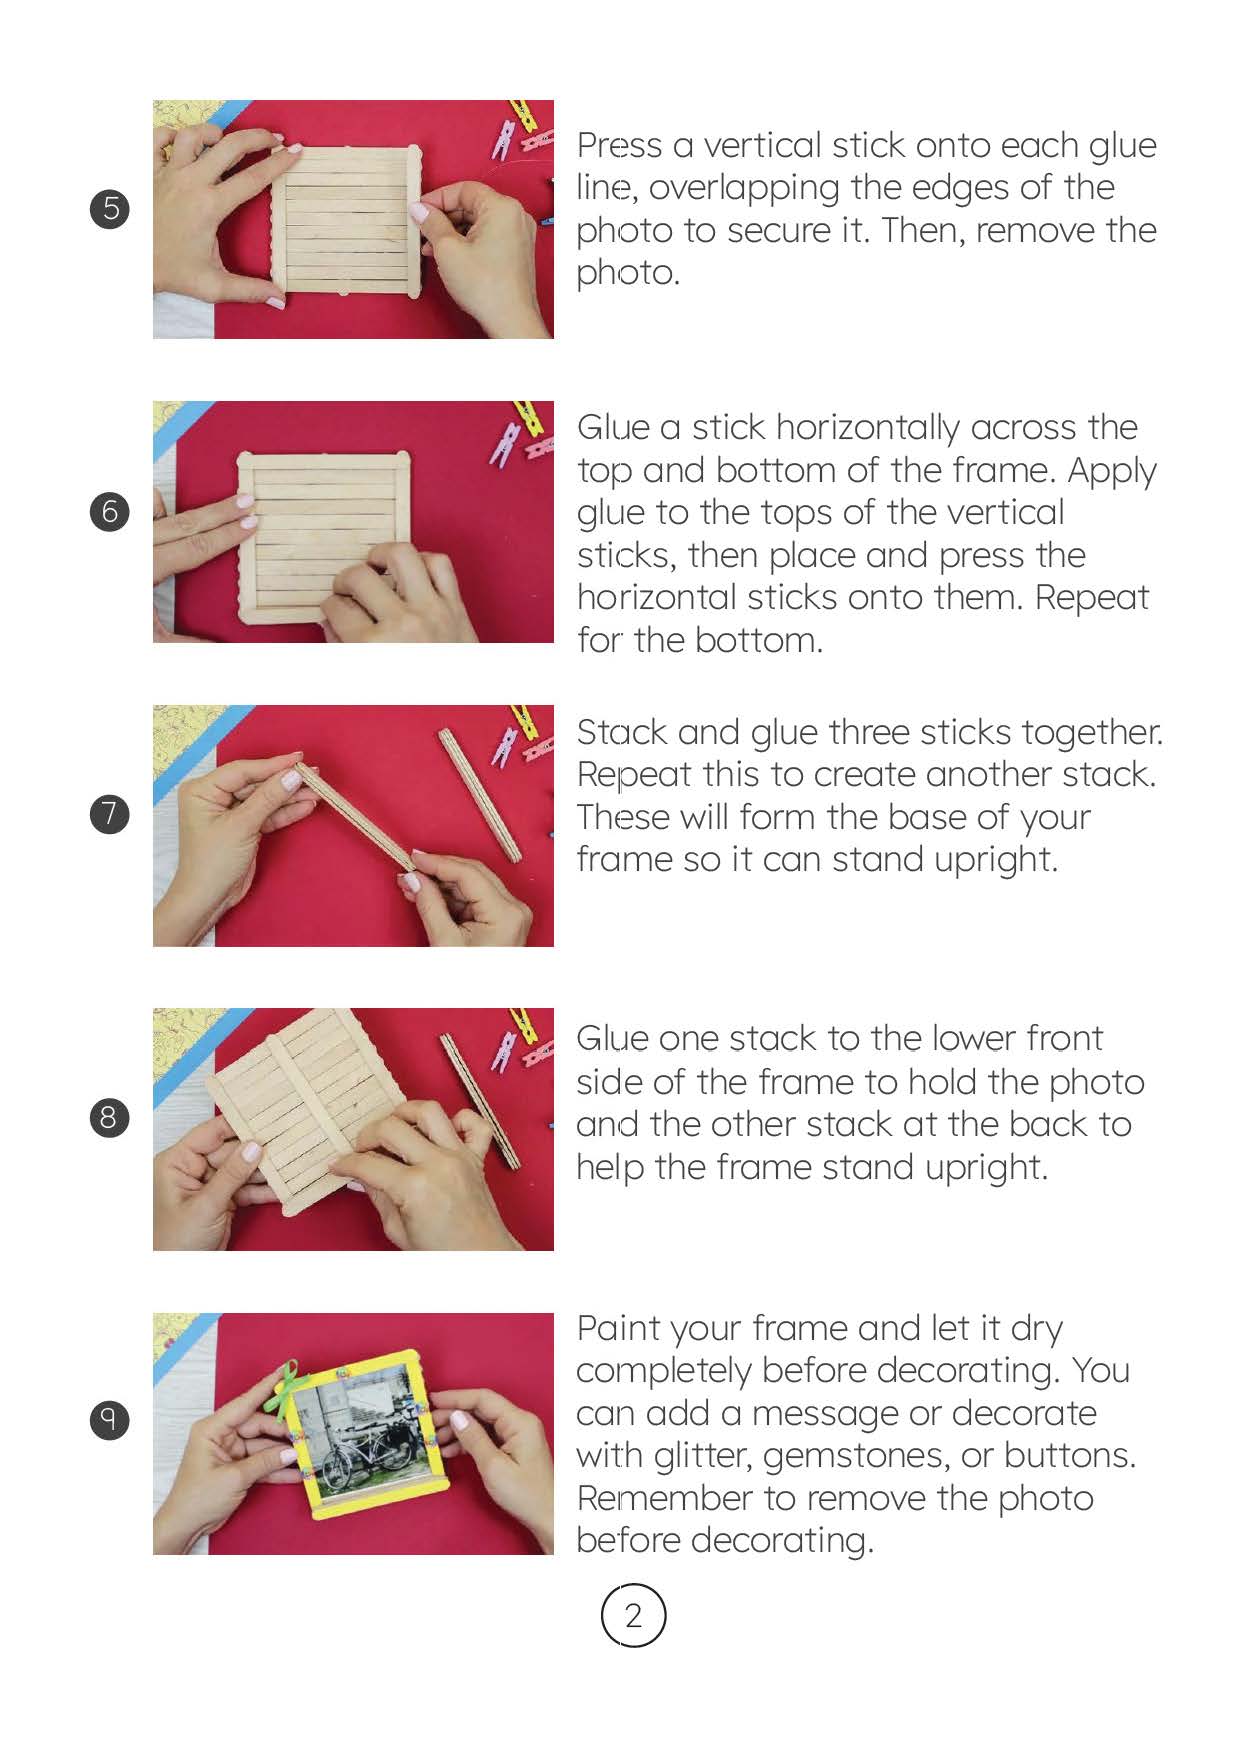 5
Press a vertical stick onto each glue
line, overlapping the edges of the
photo to secure it. Then, remove the
photo.
6
Glue a stick horizontally across the
top and bottom of the frame. Apply
glue to the tops of the vertical
sticks, then place and press the
horizontal sticks onto them. Repeat
for the bottom.
7
Stack and glue three sticks together.
Repeat this to create another stack.
These will form the base of your
frame so it can stand upright.
8
Glue one stack to the lower front
side of the frame to hold the photo
and the other stack at the back to
help the frame stand upright.
9
Paint your frame and let it dry
completely before decorating. You
can add a message or decorate
with glitter, gemstones, or buttons.
Remember to remove the photo
before decorating.
2